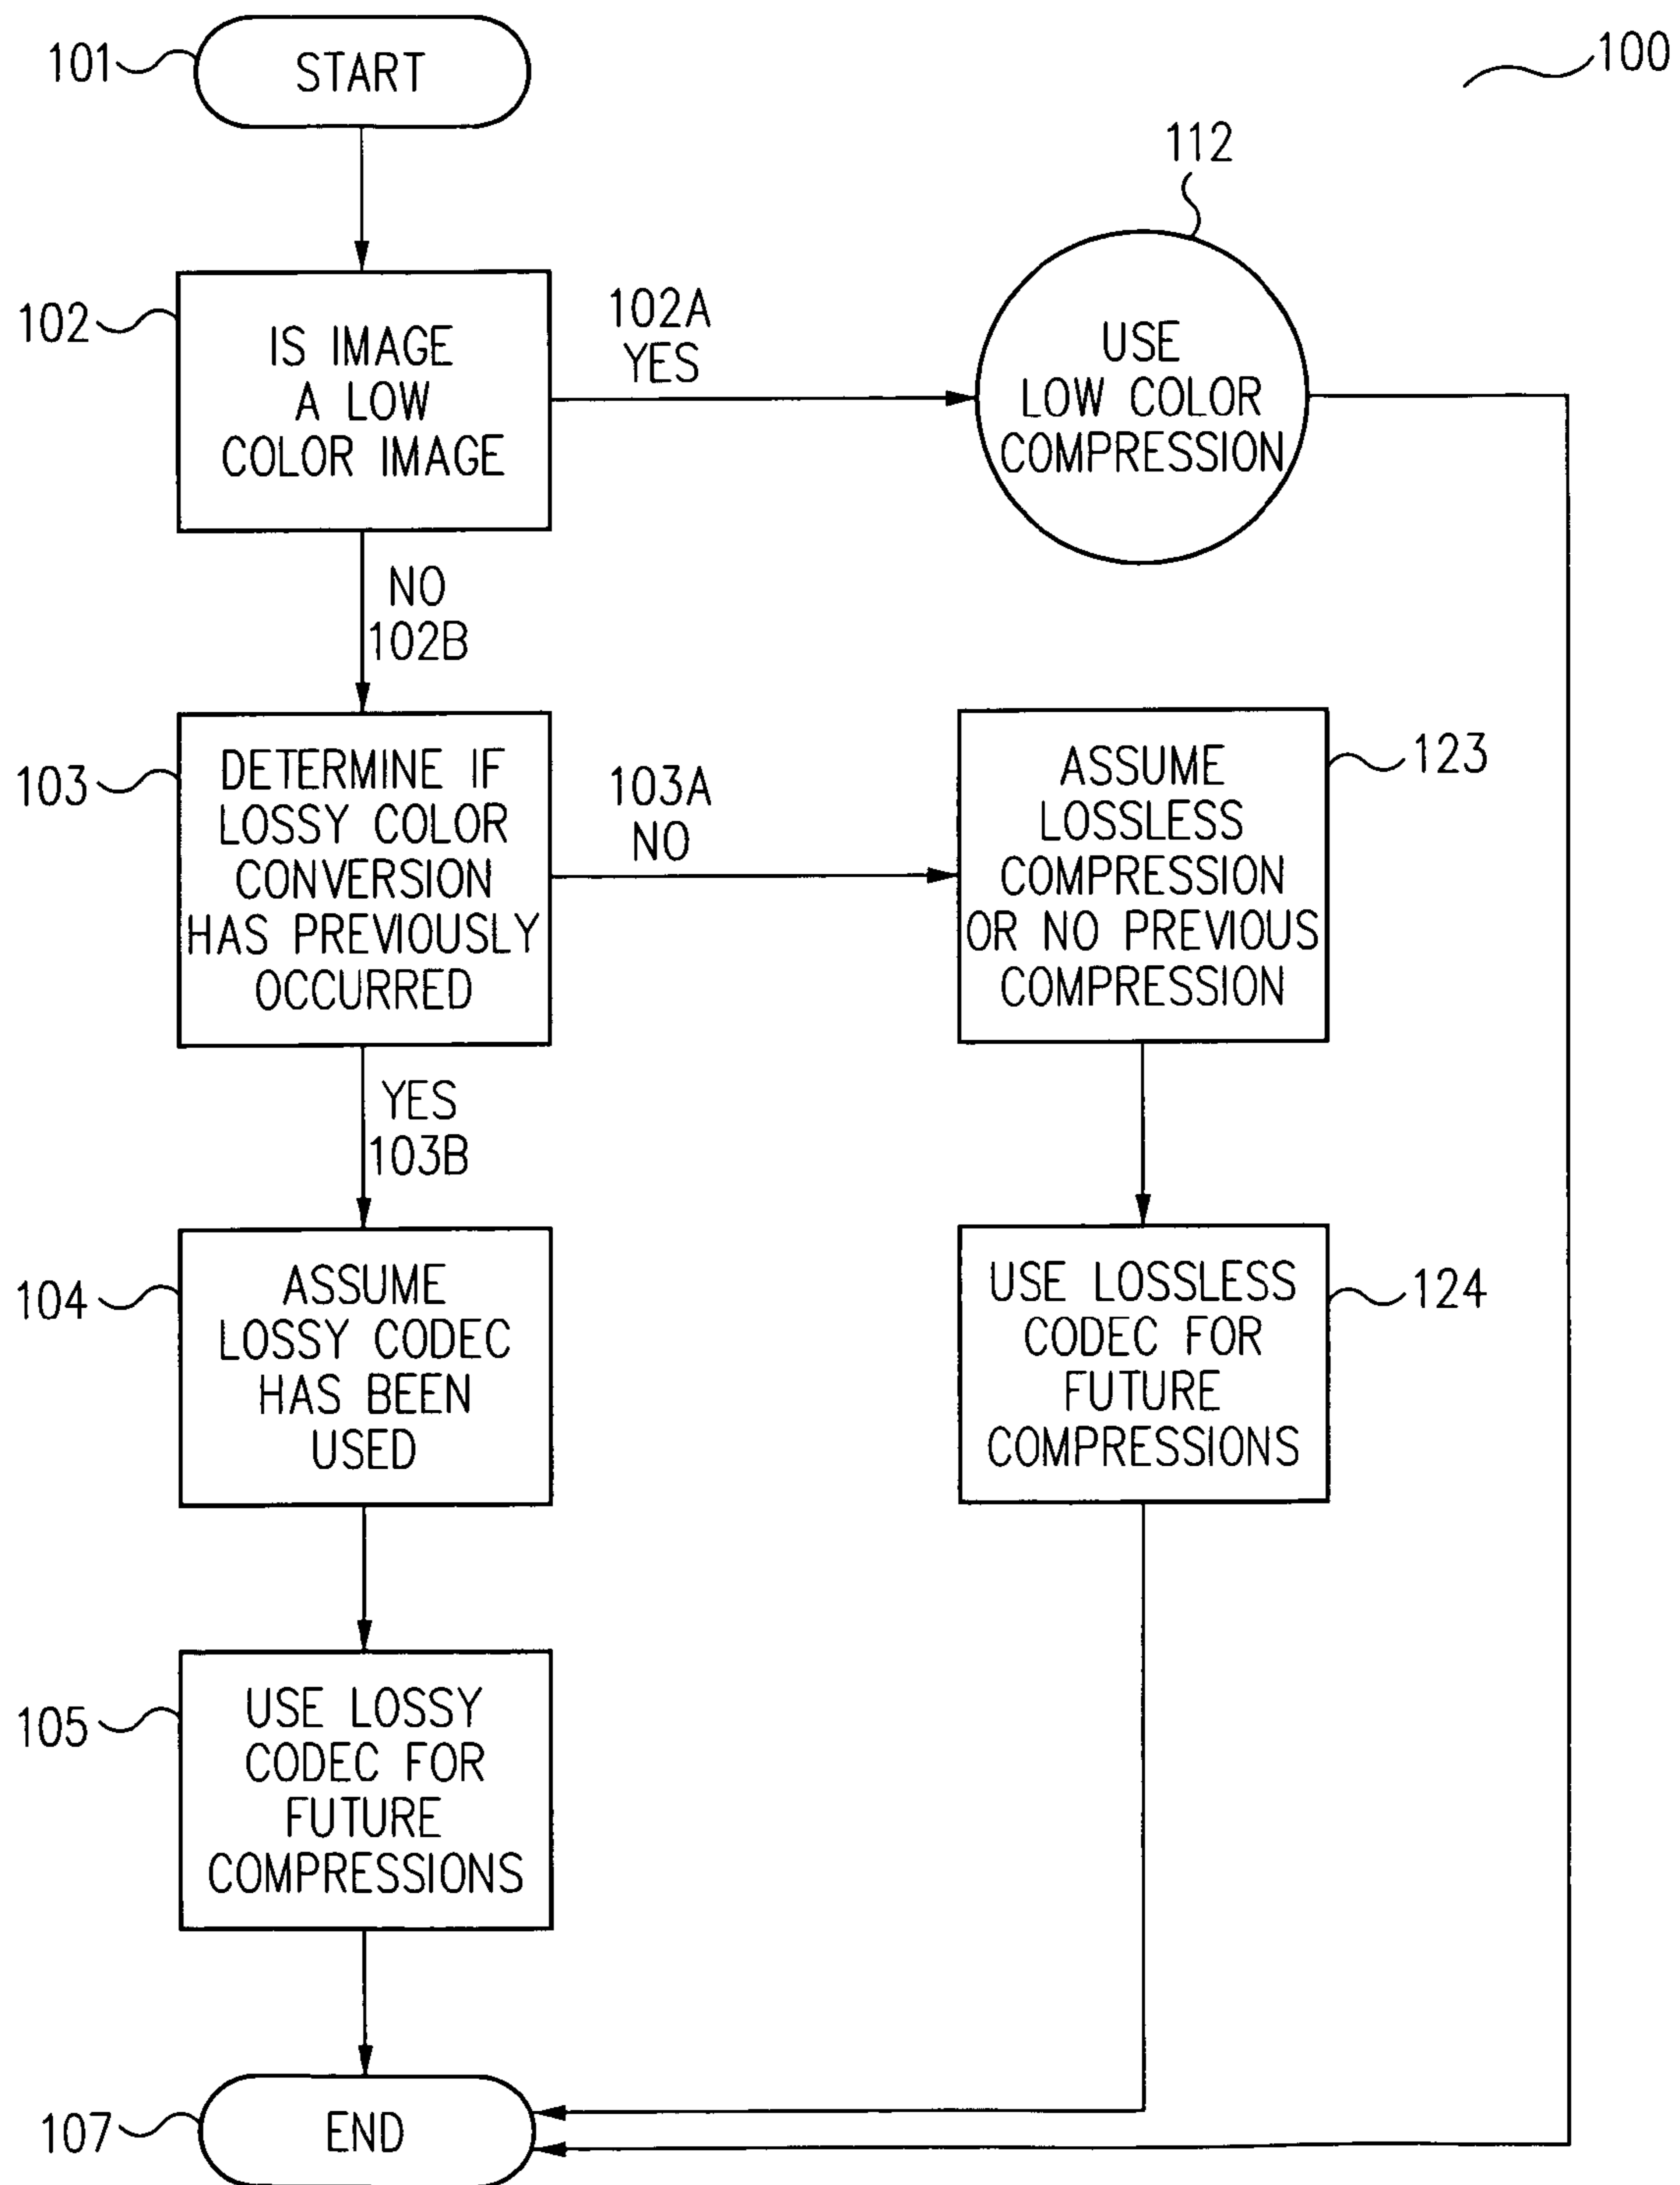 101
START
100
112
102
IS IMAGE
A LOW
COLOR IMAGE
102A
YES
USE
LOW COLOR
COMPRESSION
NO
102B
103
DETERMINE IF
LOSSY COLOR
CONVERSION
HAS PREVIOUSLY
OCCURRED
103A
NO
ASSUME
LOSSLESS
COMPRESSION
OR NO PREVIOUS
COMPRESSION
123
YES
103B
104
ASSUME
LOSSY CODEC
HAS BEEN
USED
USE LOSSLESS
CODEC FOR
FUTURE
COMPRESSIONS
124
105
USE LOSSY
CODEC FOR
FUTURE
COMPRESSIONS
107
END